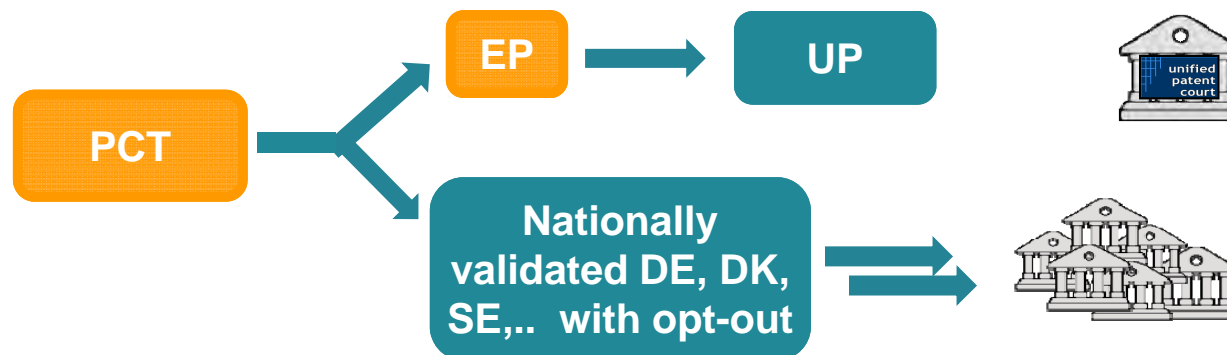 EP
UP
unified
patent
court
PCT
Nationally
validated DE, DK,
SE,.. with opt-out